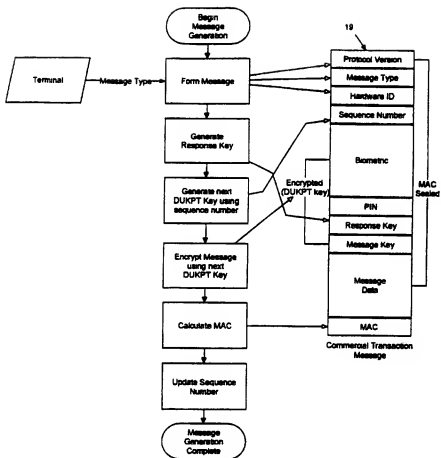 Begin
Message
Generation
19
Terminal
Message Type
Form Message
Protocol Version
Message Type
Hardware ID
Sequence Number
Generate
Response Key
Biometric
Generate next
DUKPT Key using
sequence number
Encrypted
(DUKPT key)
MAC
Sealed
PIN
Response Key
Message Key
Encrypt Message
using next
DUKPT Key
Message
Data
Calculate MAC
MAC
Commercial Transaction
Message
Update Sequence
Number
Message
Generation
Complete